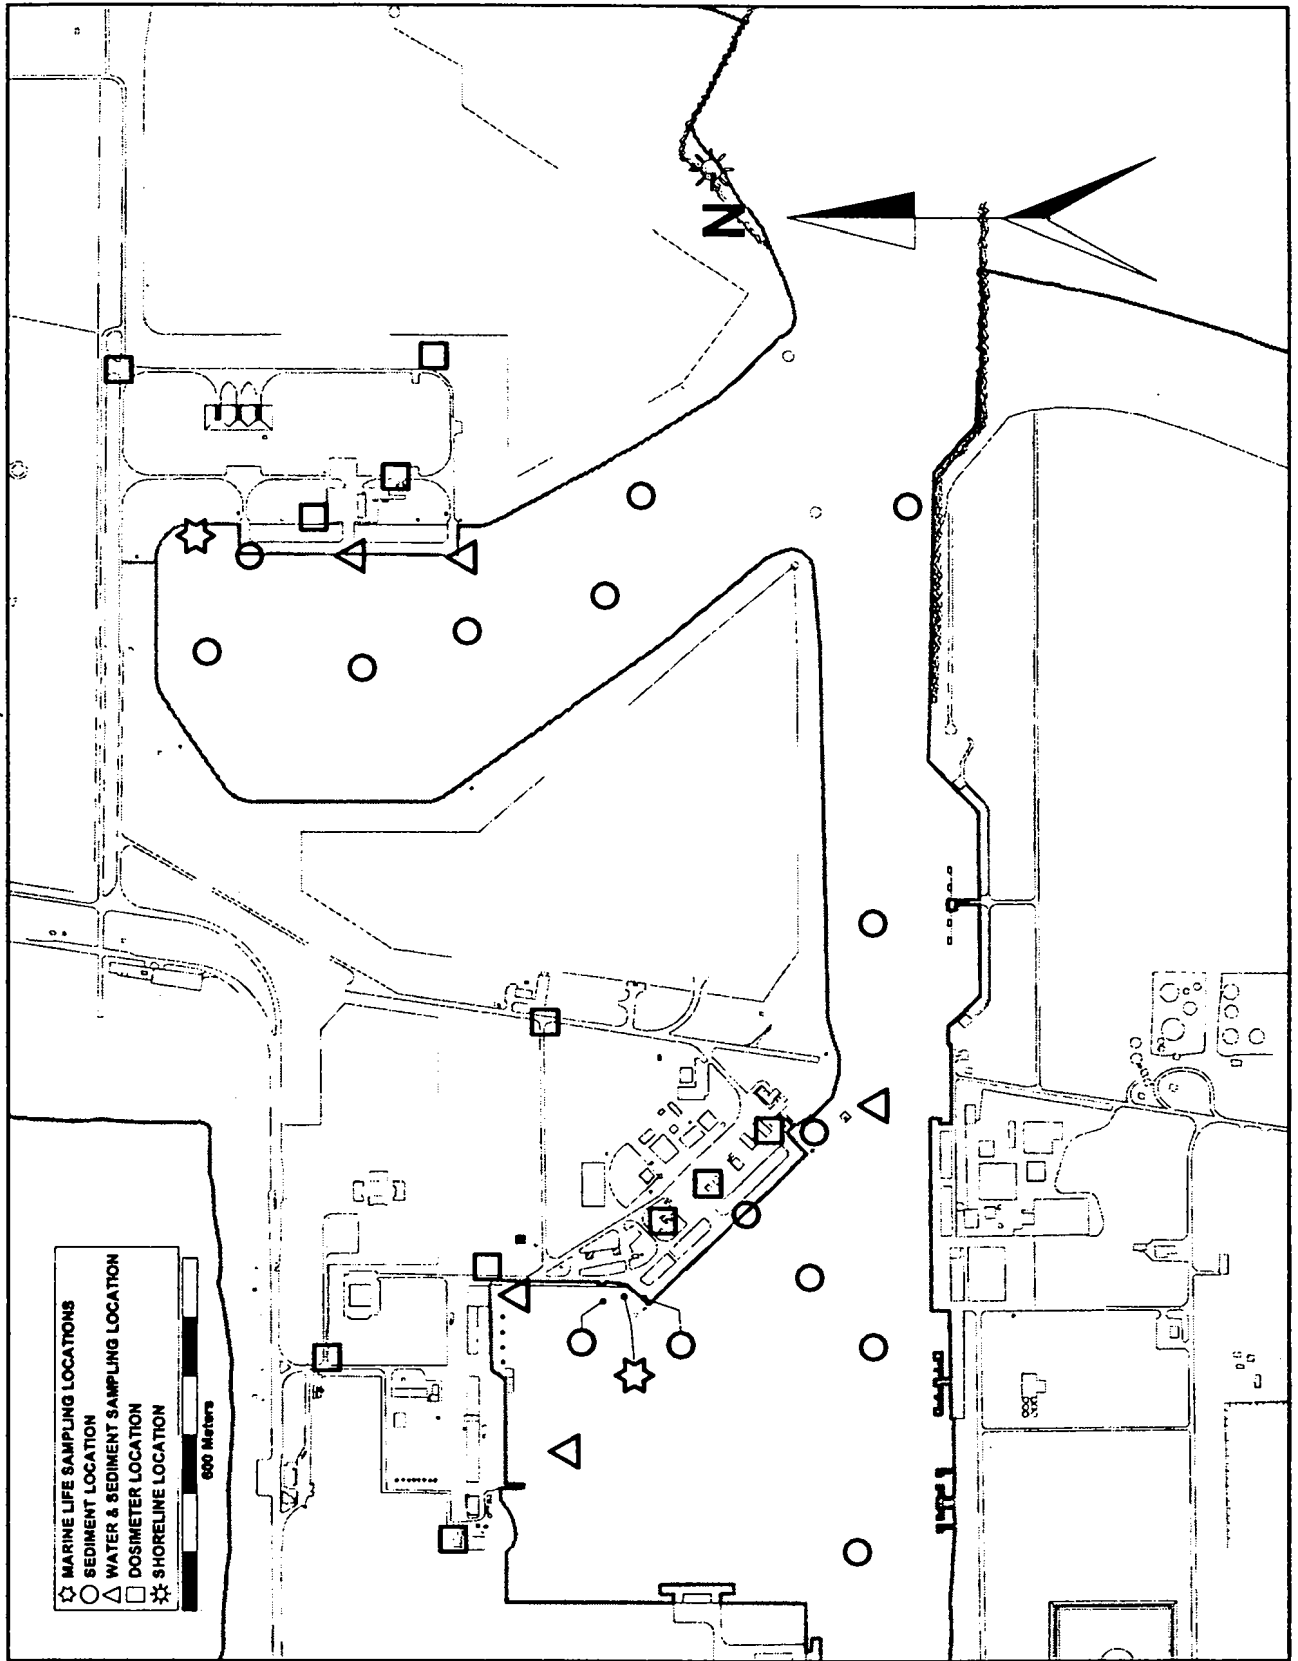 MARINE LIFE SAMPLING LOCATIONS
SEDIMENT LOCATION
WATER & SEDIMENT SAMPLING LOCATION
DOSIMETER LOCATION
SHORELINE LOCATION
600 Meters
N